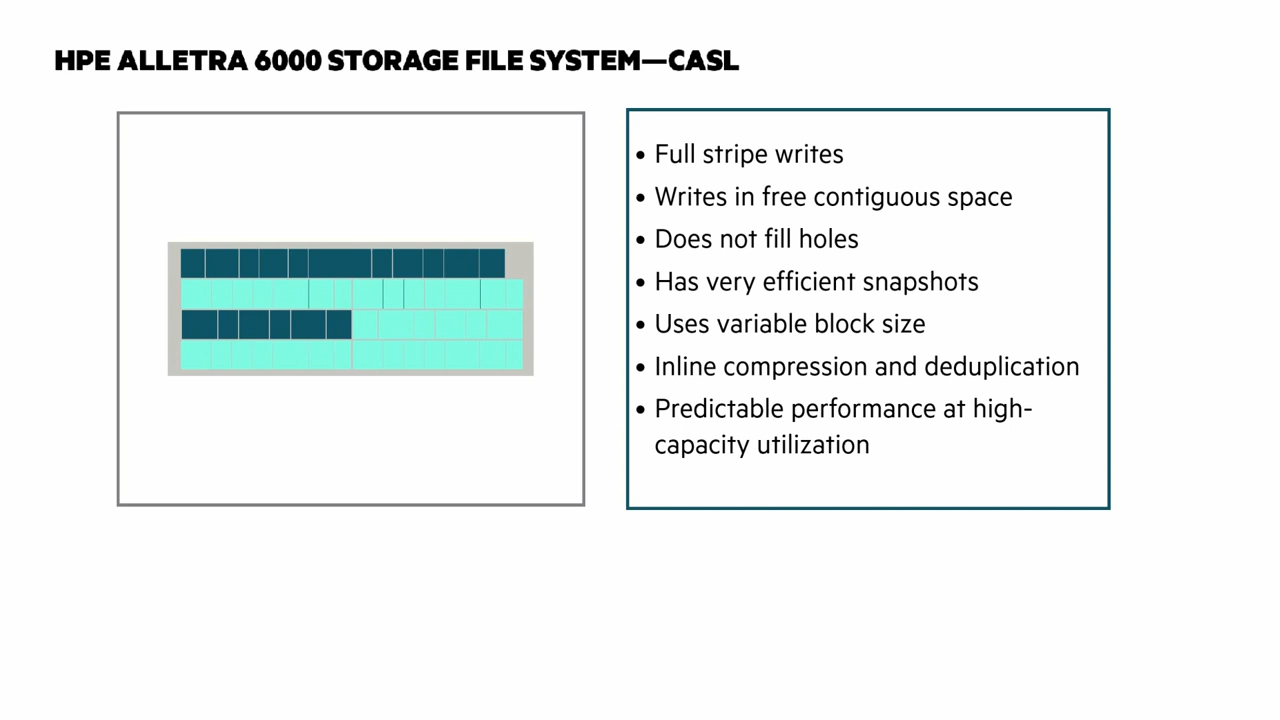 HPE ALLETRA 6000 STORAGE FILE SYSTEM—CASL
• Full stripe writes
• Writes in free contiguous space
• Does not fill holes
• Has very efficient snapshots
• Uses variable block size
• Inline compression and deduplication
• Predictable performance at high-
capacity utilization